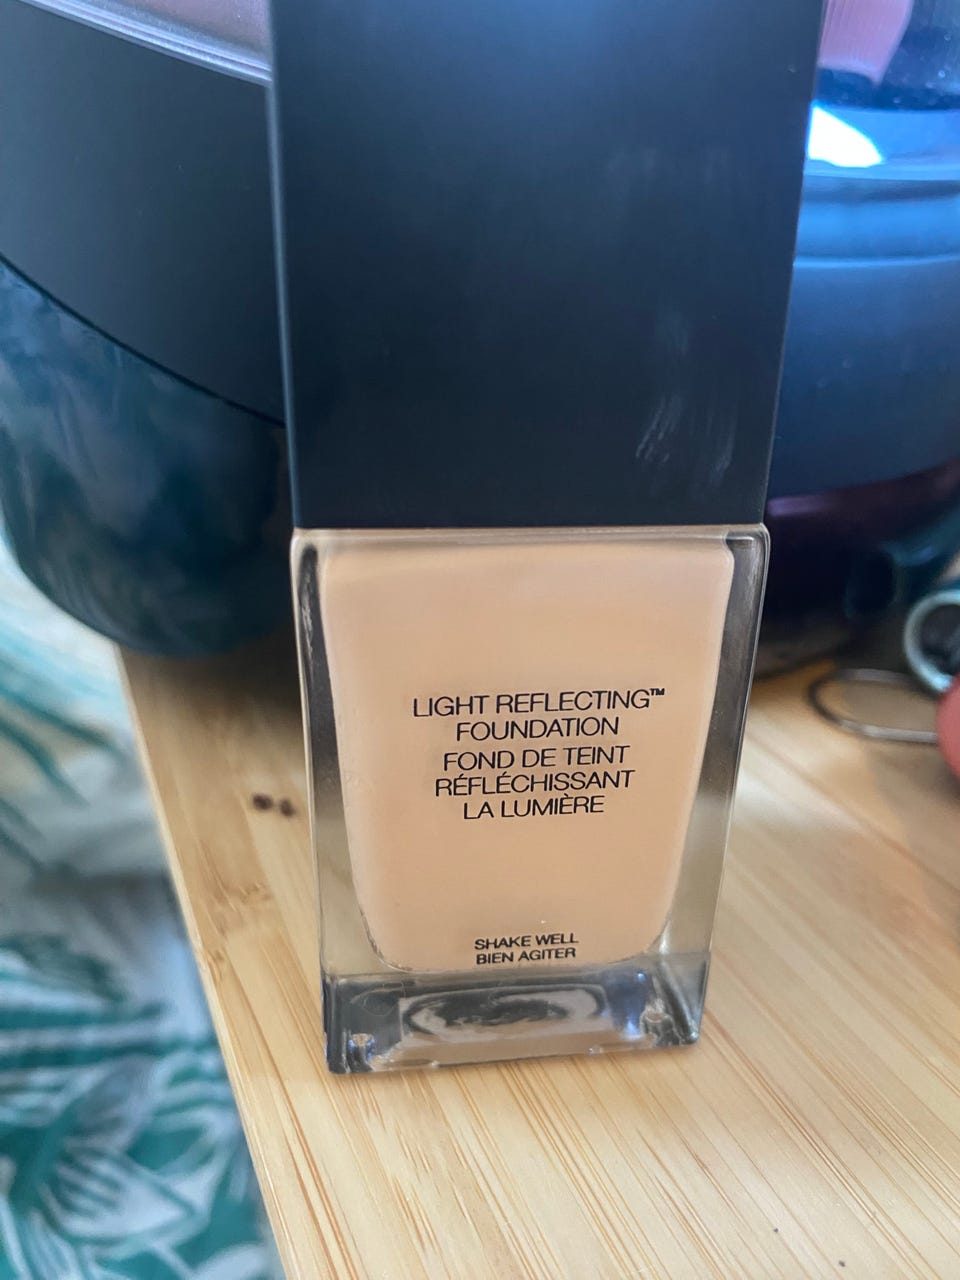 LIGHT REFLECTING™
FOUNDATION
FOND DE TEINT
RÉFLÉCHISSANT
LA LUMIÈRE
SHAKE WELL
BIEN AGITER